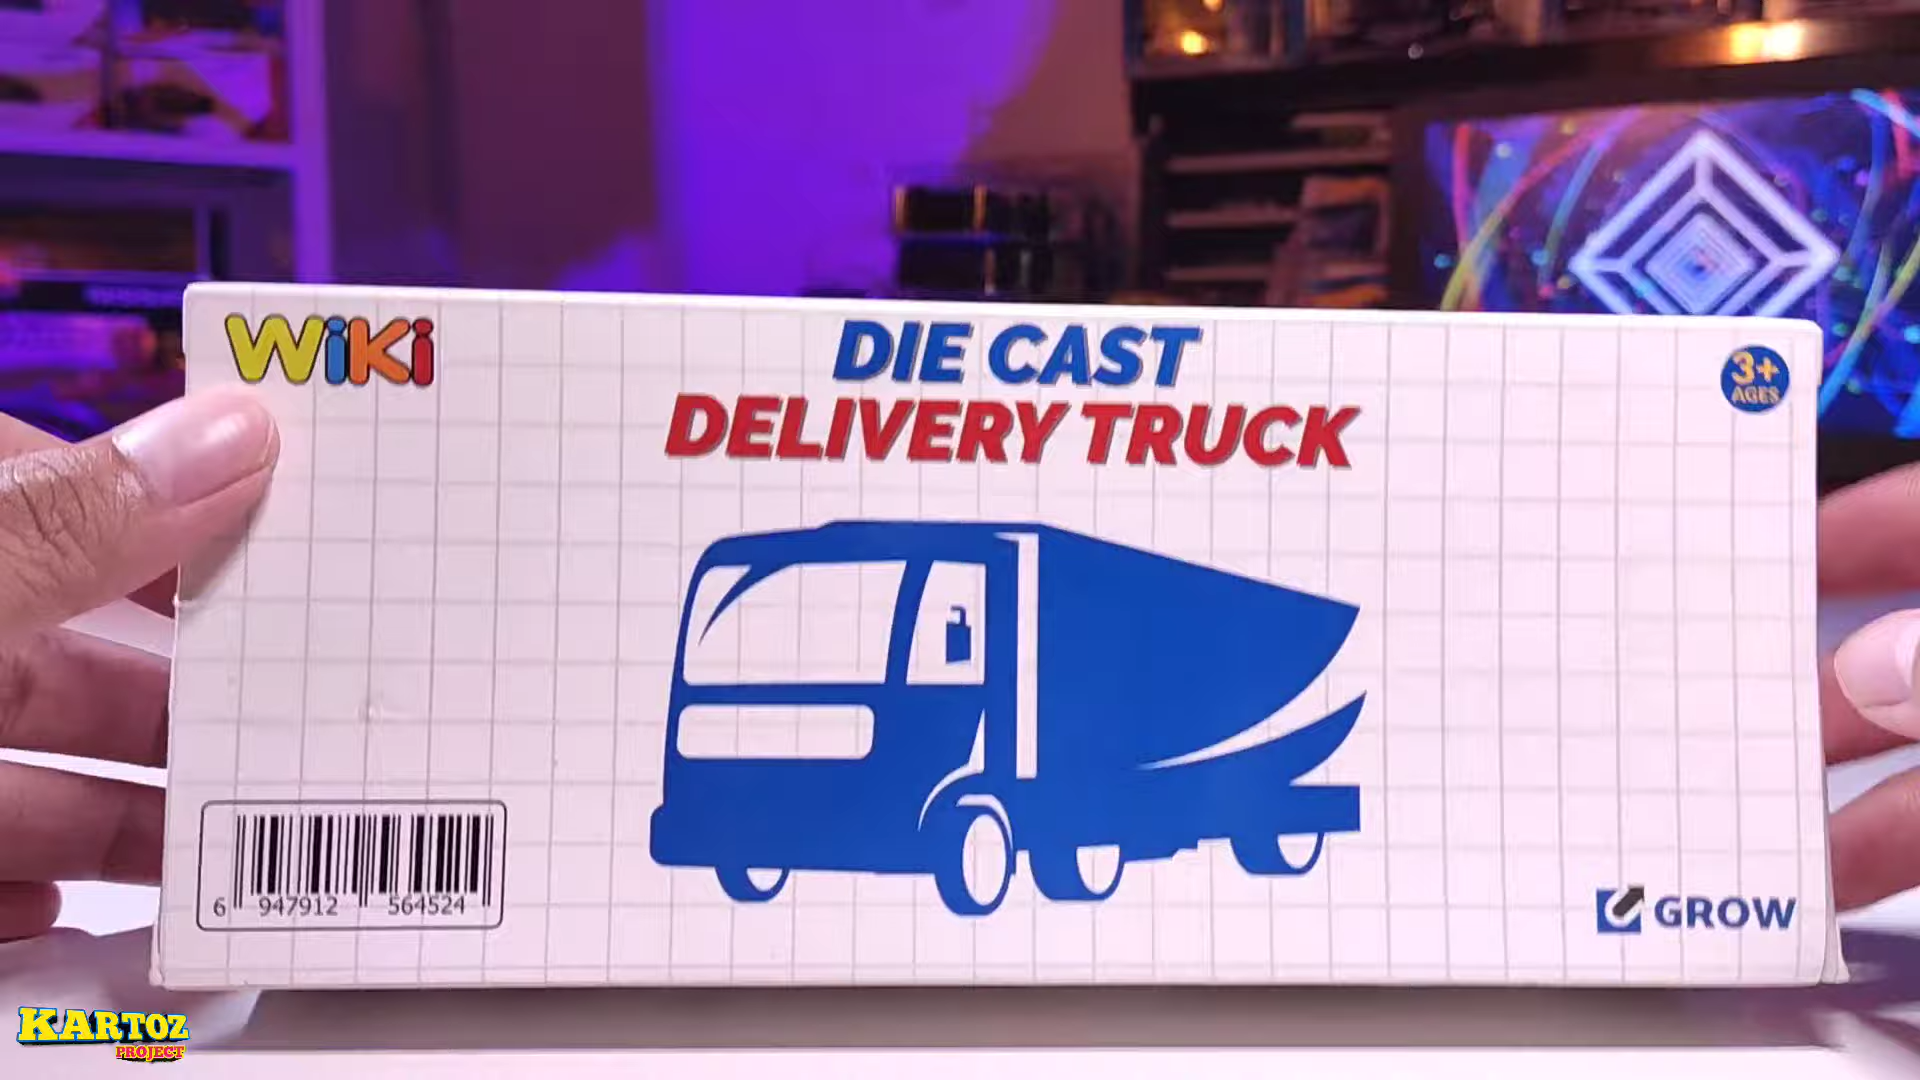 WiKi
DIE CAST
DELIVERY TRUCK
3+
AGES
6 947912 564524
GROW
KARTOZ
PROJECT